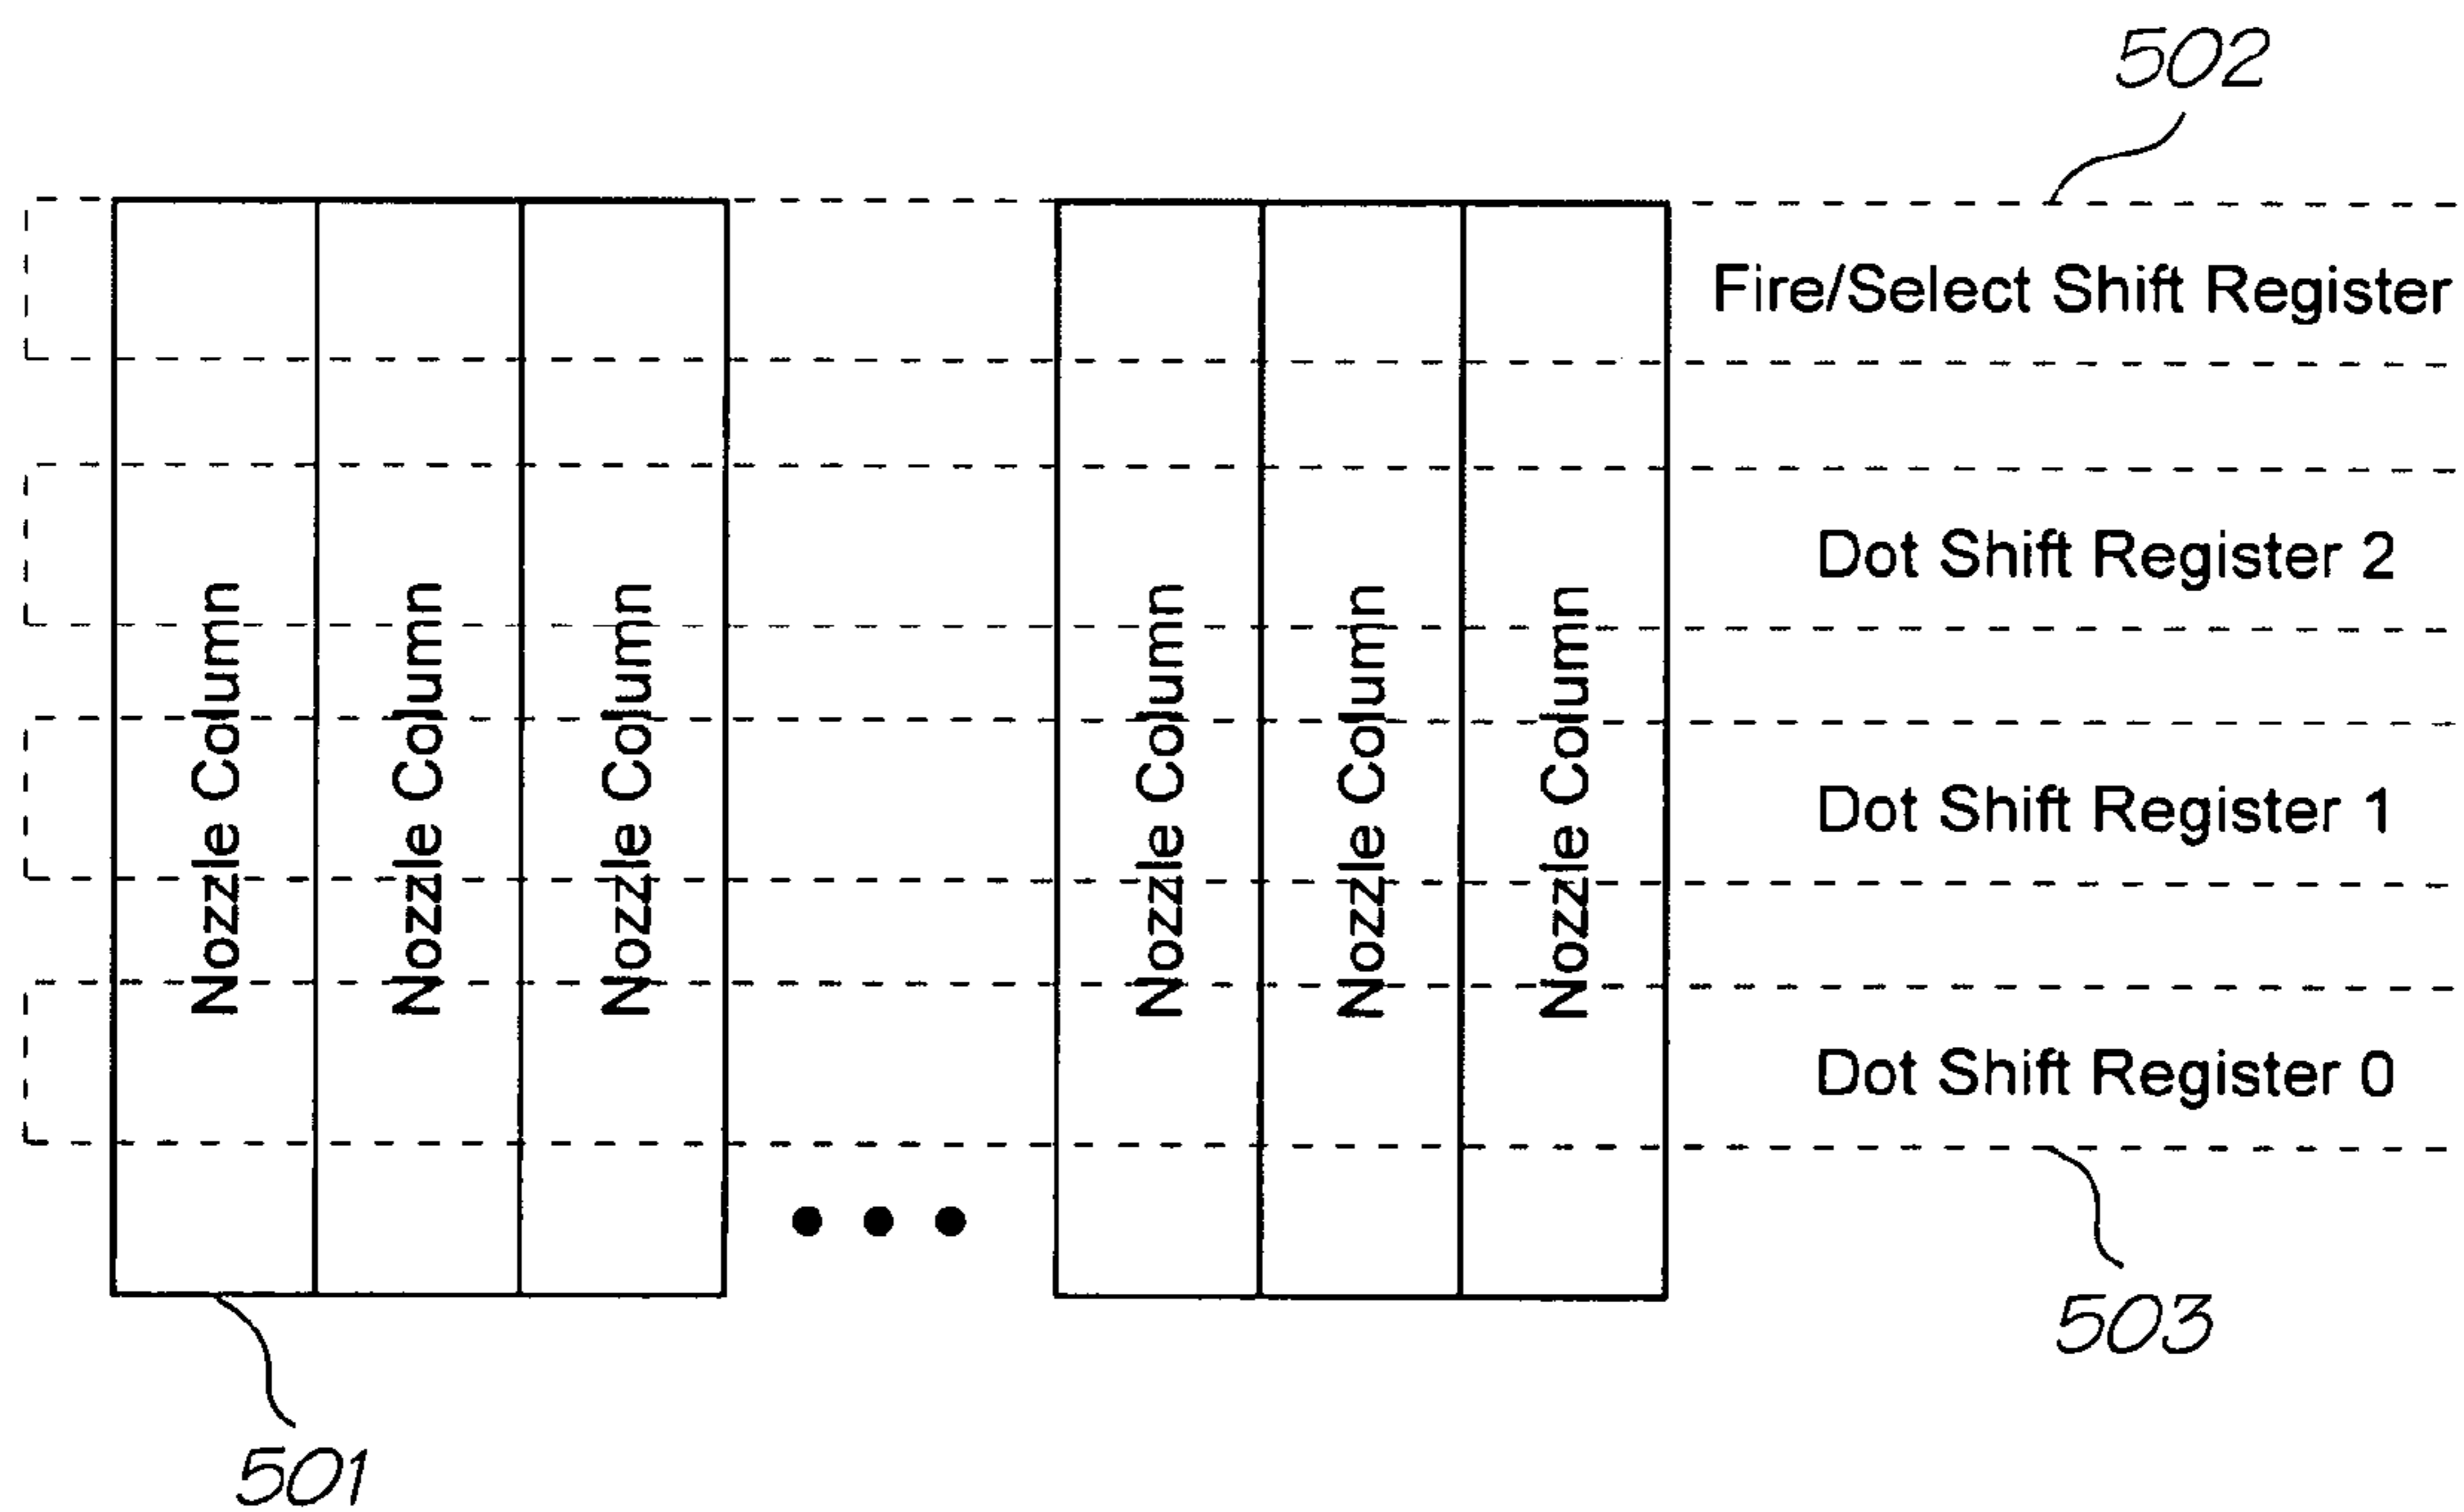 502
Fire/Select Shift Register
Dot Shift Register 2
Nozzle Column
Nozzle Column
Nozzle Column
Nozzle Column
Nozzle Column
Nozzle Column
Dot Shift Register 1
Dot Shift Register 0
503
501